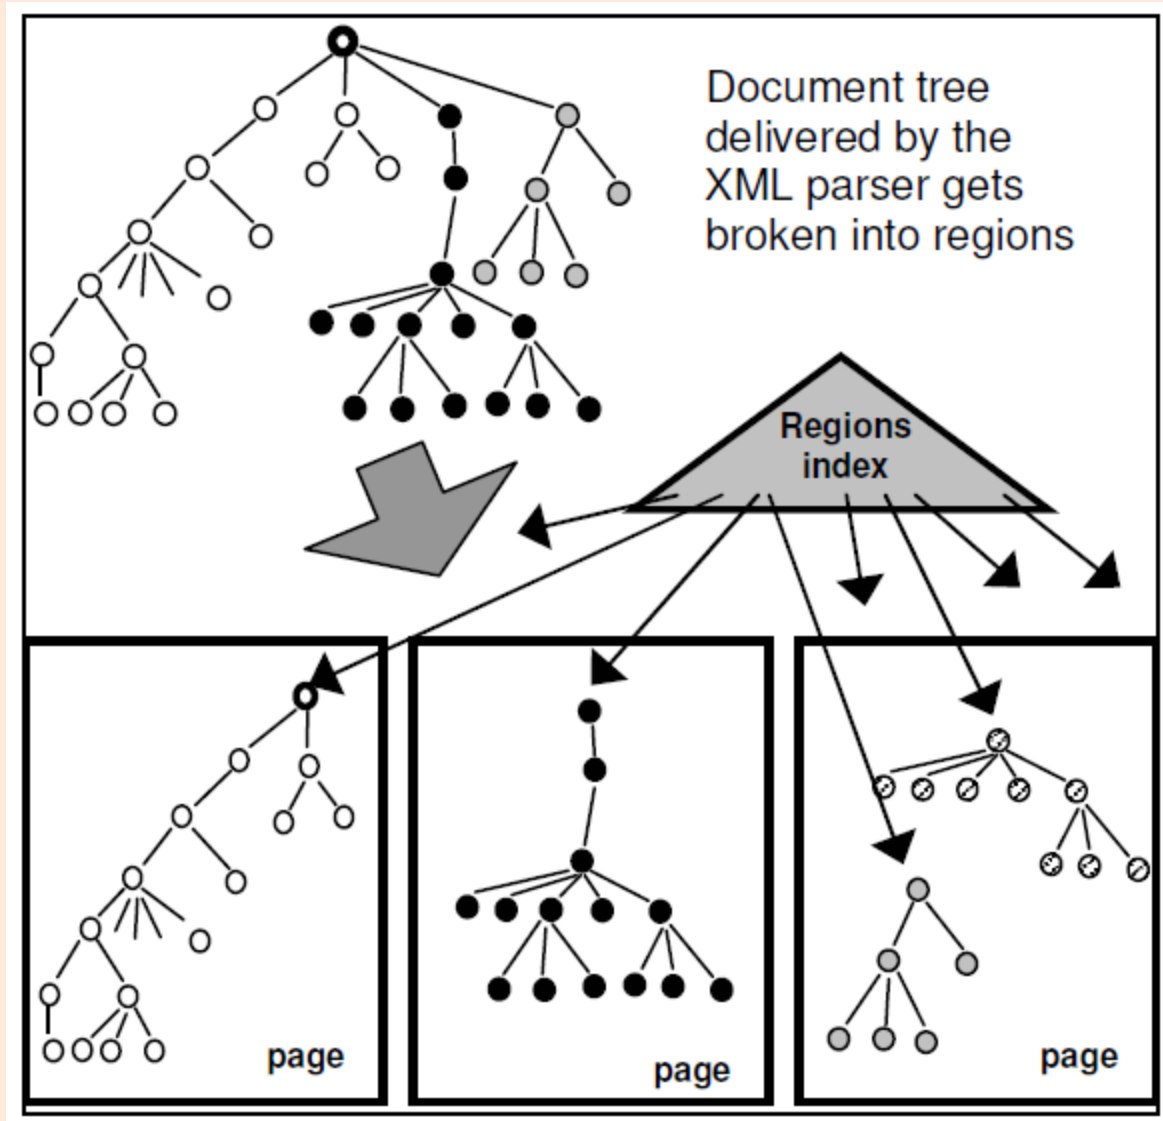 Document tree
delivered by the
XML parser gets
broken into regions
Regions
index
page
page
page